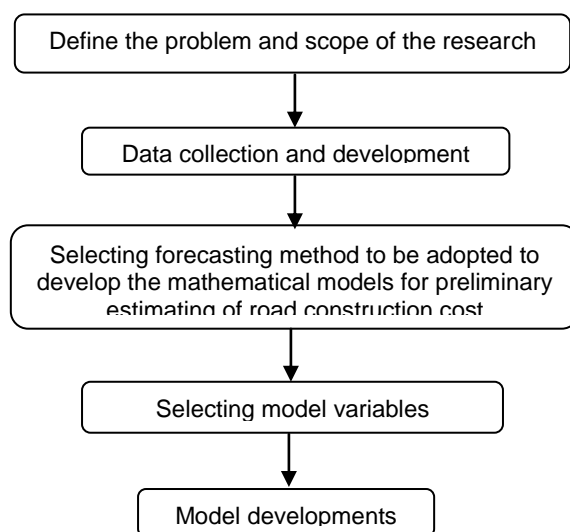 Define the problem and scope of the research
Data collection and development
Selecting forecasting method to be adopted to
develop the mathematical models for preliminary
estimating of road construction cost
Selecting model variables
Model developments